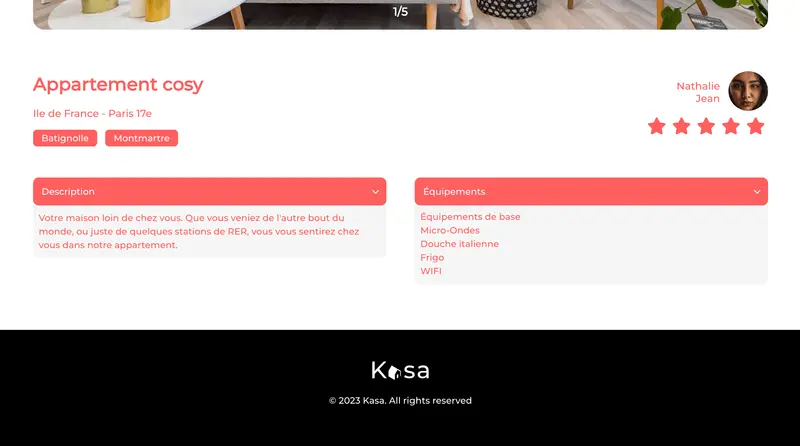 1/5
Appartement cosy
Nathalie
Jean
Ile de France - Paris 17e
Batignolle
Montmartre
Description
Votre maison loin de chez vous. Que vous veniez de l'autre bout du
monde, ou juste de quelques stations de RER, vous vous sentirez chez
vous dans notre appartement.
Équipements
Équipements de base
Micro-Ondes
Douche italienne
Frigo
WIFI
Kasa
© 2023 Kasa. All rights reserved